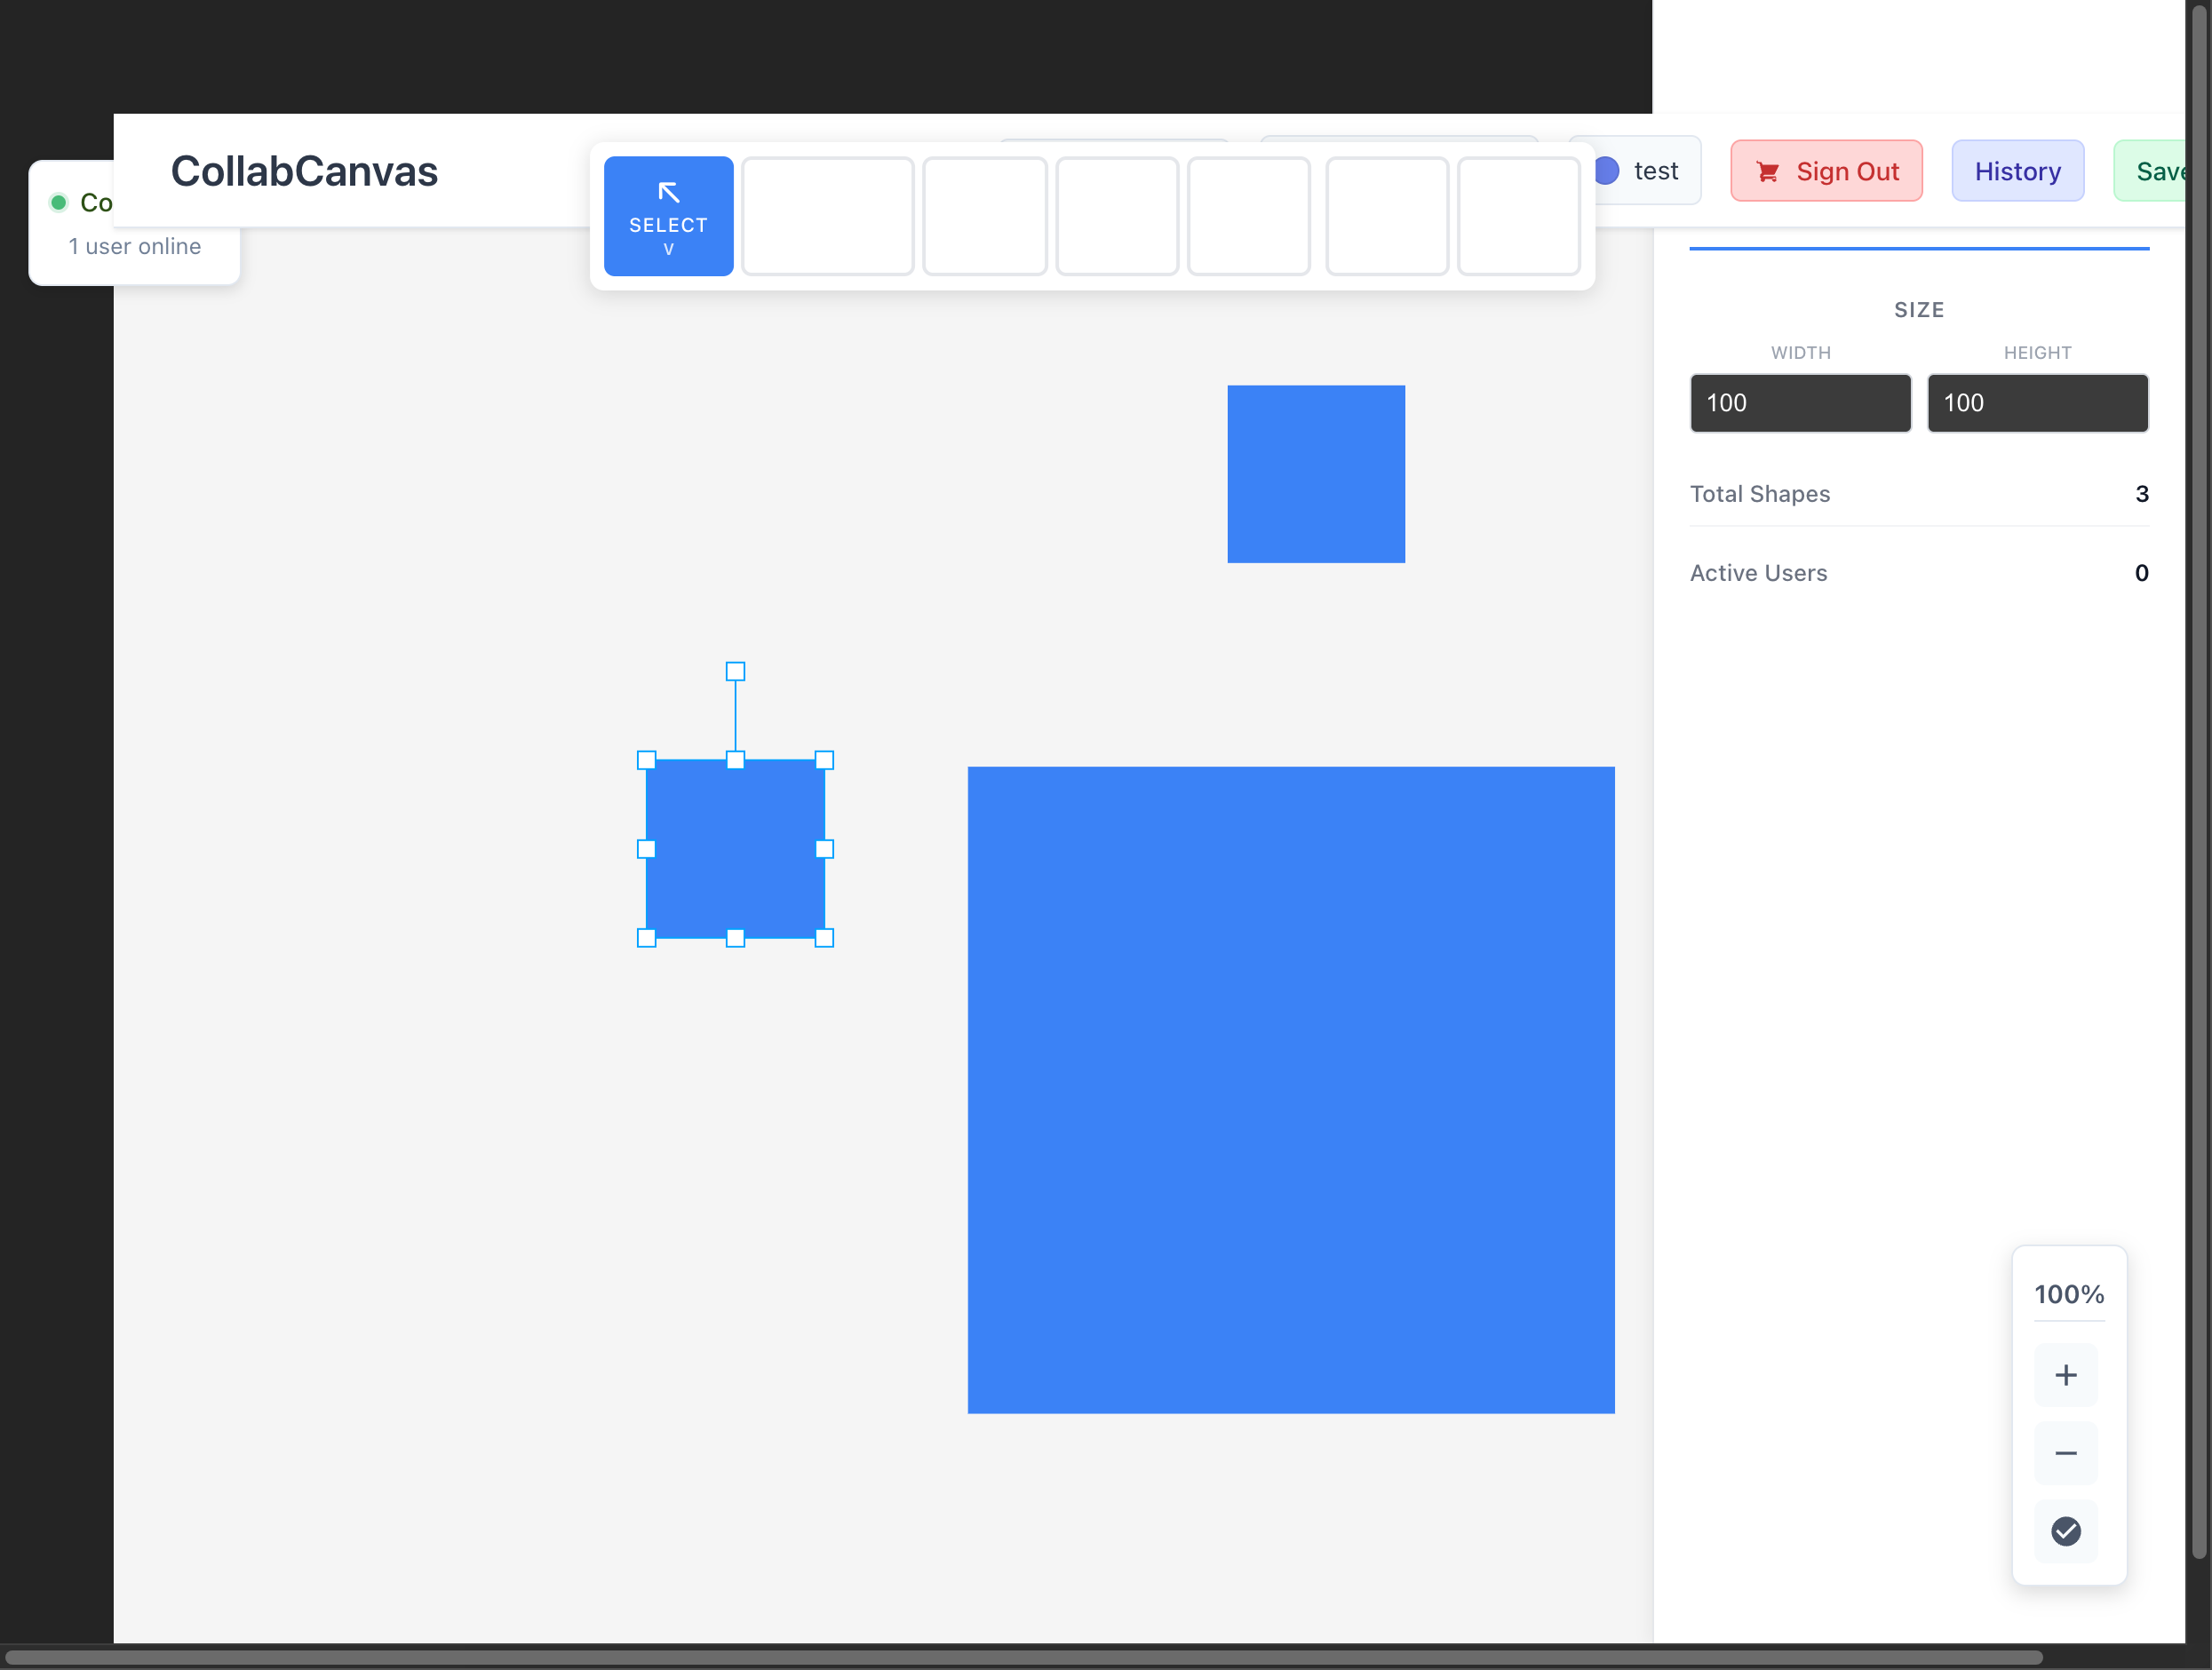 CollabCanvas
SELECT
V
test
Sign Out
History
Save
Co
1 user online
SIZE
WIDTH
HEIGHT
100
100
Total Shapes
3
Active Users
0
100%